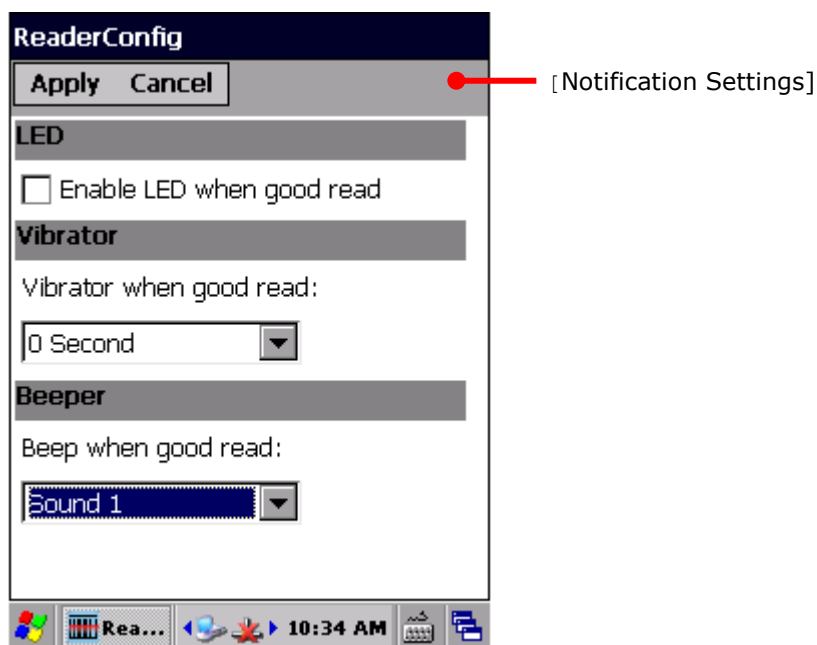 ReaderConfig
Apply Cancel
[Notification Settings]
LED
Enable LED when good read
Vibrator
Vibrator when good read:
0 Second
Beeper
Beep when good read:
Sound 1
Rea... 10:34 AM